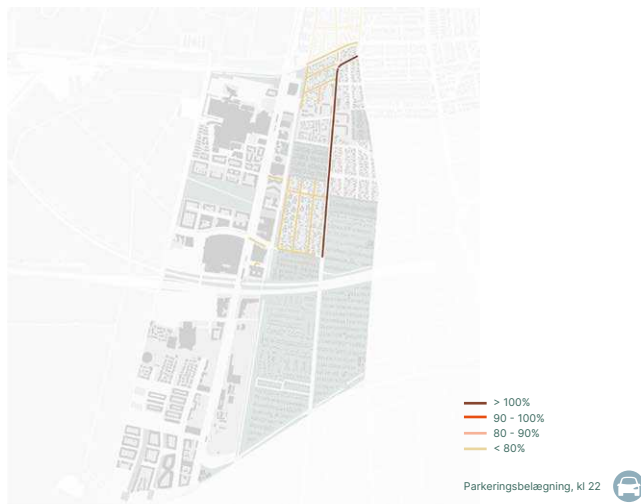 > 100%
90 - 100%
80 - 90%
< 80%
Parkeringsbelægning, kl 22